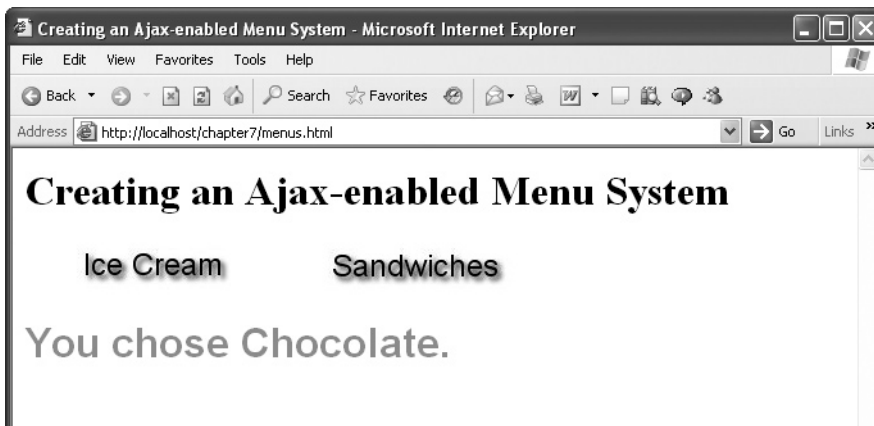 Creating an Ajax-enabled Menu System - Microsoft Internet Explorer
File Edit View Favorites Tools Help
Back Search Favorites W
Address http://localhost/chapter7/menus.html Go Links »
Creating an Ajax-enabled Menu System
Ice Cream Sandwiches
You chose Chocolate.